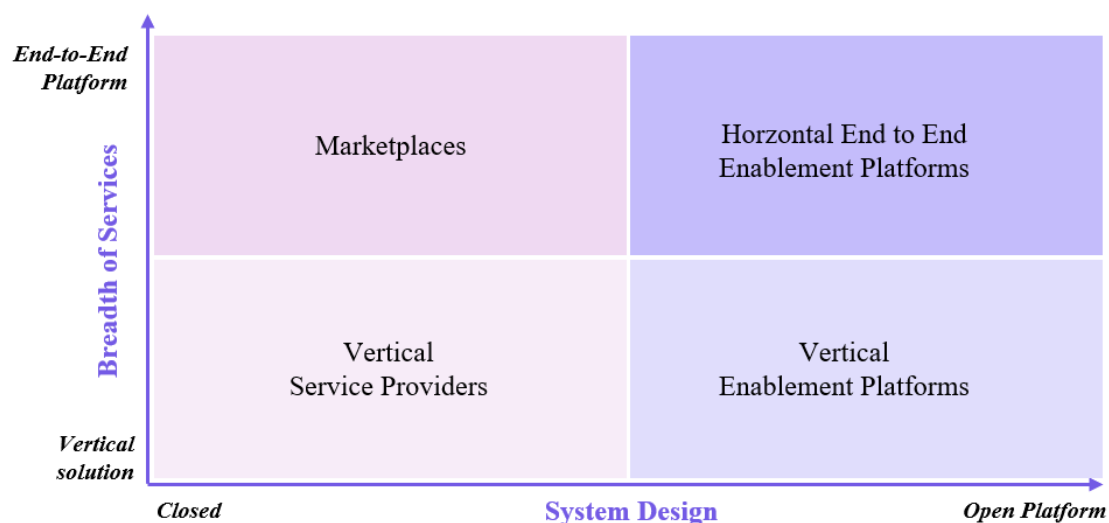 End-to-End
Platform
Marketplaces
Horzontal End to End
Enablement Platforms
Breadth of Services
Vertical
Service Providers
Vertical
Enablement Platforms
Vertical
solution
Closed
System Design
Open Platform